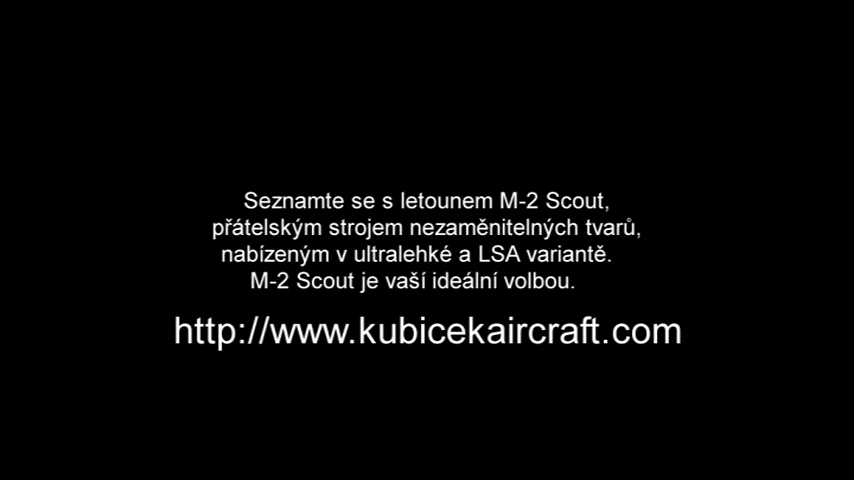 Seznamte se s letounem M-2 Scout,
přátelským strojem nezaměnitelných tvarů,
nabízeným v ultralehké a LSA variantě.
M-2 Scout je vaší ideální volbou.
http://www.kubicekaircraft.com